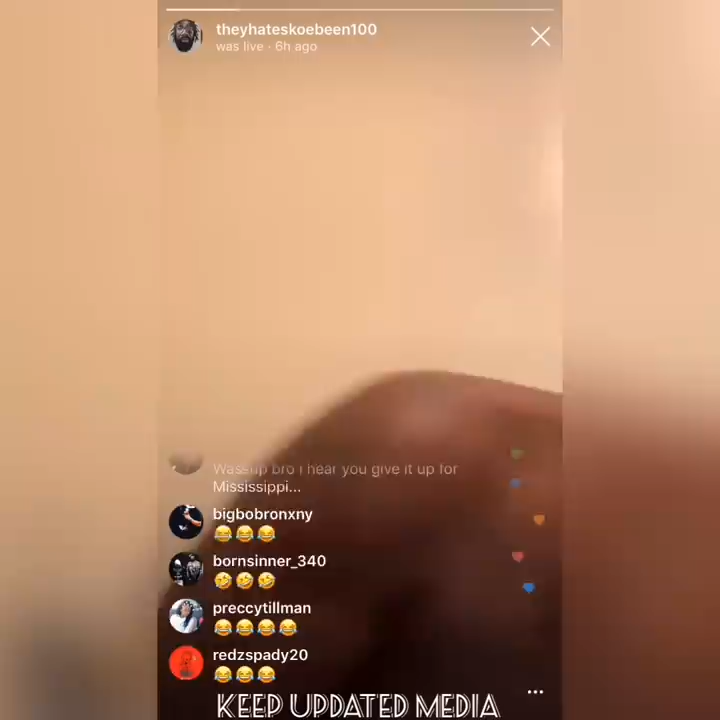 theyhateskoebeen100
was live · 6h ago
Wassup bro i hear you give it up for
Mississippi...
bigbobronxny
😂😂😂
bornsinner_340
🤣🤣🤣
preccytillman
😂😂😂😂
redzspady20
😂😂😂
KEEP UPDATED MEDIA